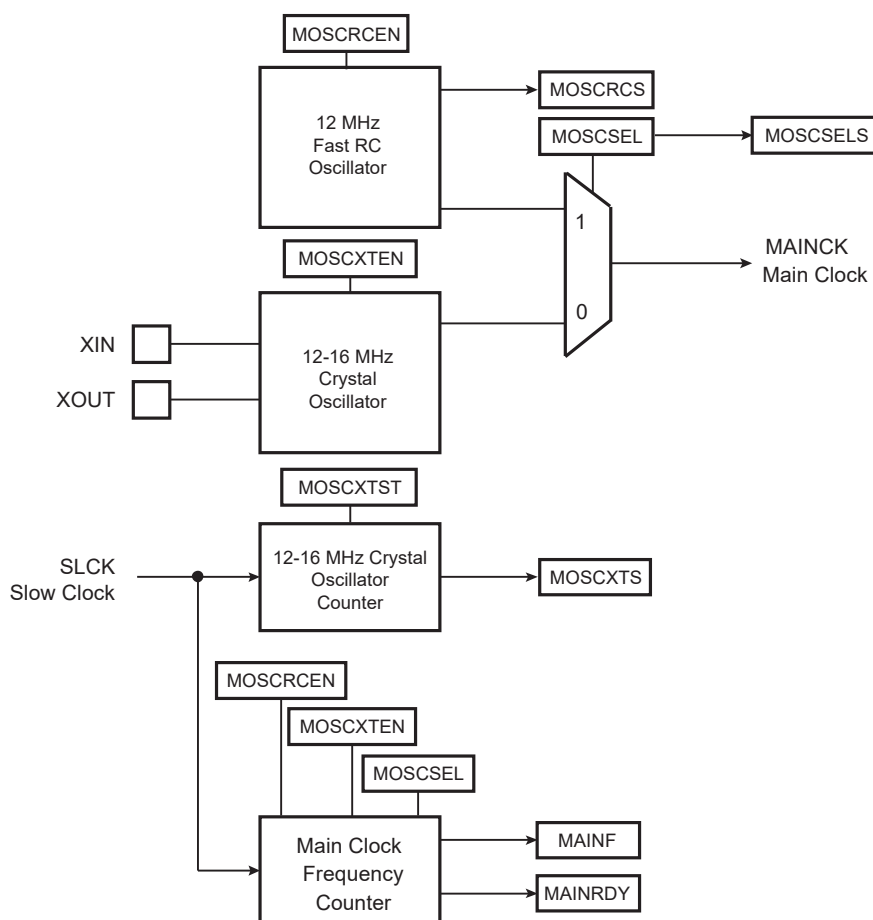 MOSCRCEN
12 MHz
Fast RC
Oscillator
MOSCRCS
MOSCSEL
MOSCSELS
1
MAINCK
Main Clock
MOSCXTEN
0
XIN
XOUT
12-16 MHz
Crystal
Oscillator
MOSCXTST
SLCK
Slow Clock
12-16 MHz Crystal
Oscillator
Counter
MOSCXTS
MOSCRCEN
MOSCXTEN
MOSCSEL
Main Clock
Frequency
Counter
MAINF
MAINRDY